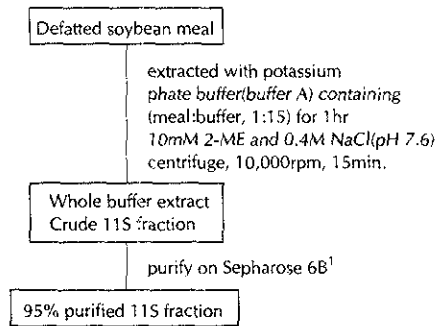 Defatted soybean meal
extracted with potassium
phate buffer(buffer A) containing
(meal:buffer, 1:15) for 1hr
10mM 2-ME and 0.4M NaCl(pH 7.6)
centrifuge, 10,000rpm, 15min.
Whole buffer extract
Crude 11S fraction
purify on Sepharose 6B¹
95% purified 11S fraction